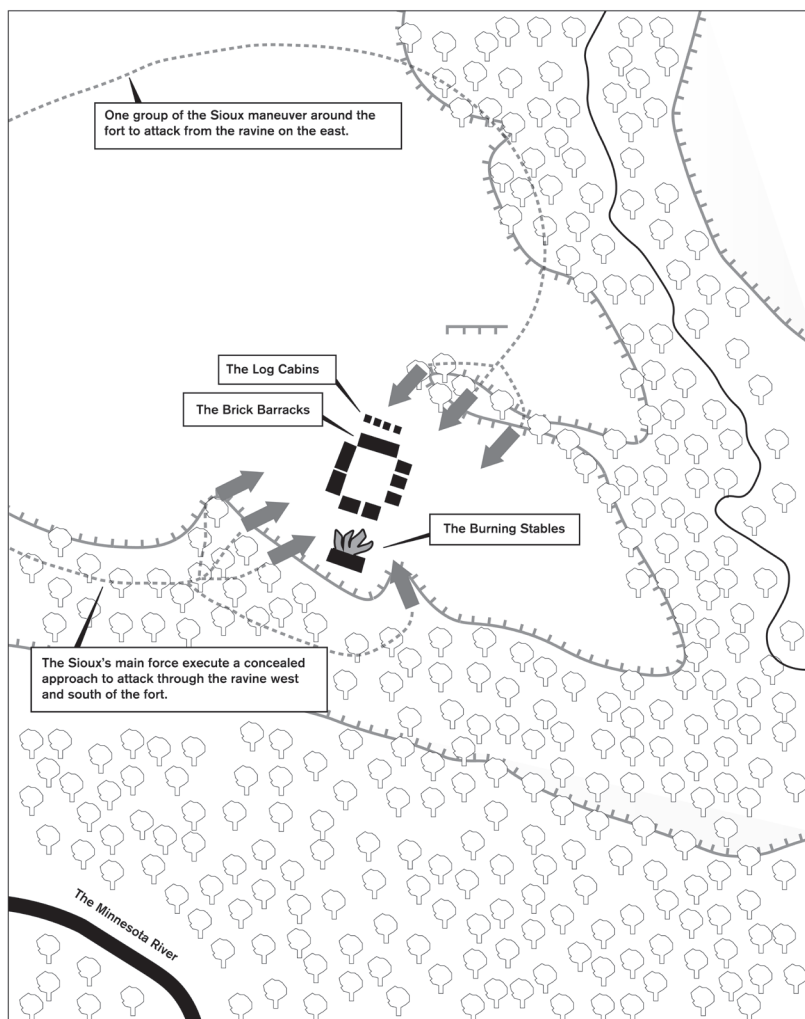 One group of the Sioux maneuver around the
fort to attack from the ravine on the east.
The Log Cabins
The Brick Barracks
The Burning Stables
The Sioux's main force execute a concealed
approach to attack through the ravine west
and south of the fort.
The Minnesota River